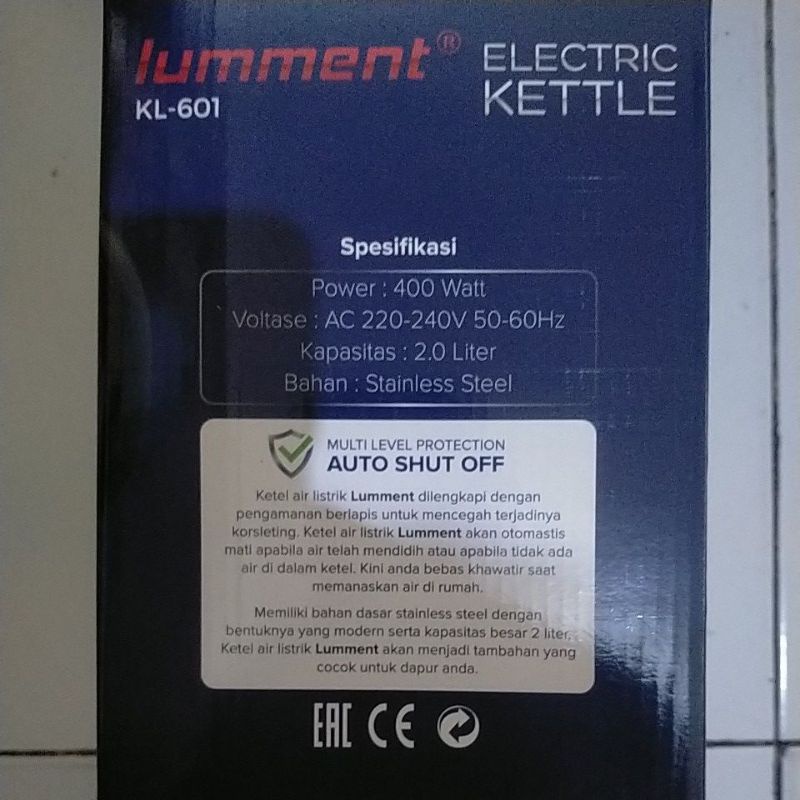 lumment®
KL-601
ELECTRIC
KETTLE
Spesifikasi
Power : 400 Watt
Voltase : AC 220-240V 50-60Hz
Kapasitas : 2.0 Liter
Bahan : Stainless Steel
MULTI LEVEL PROTECTION
AUTO SHUT OFF
Ketel air listrik Lumment dilengkapi dengan
pengamanan berlapis untuk mencegah terjadinya
korsleting. Ketel air listrik Lumment akan otomastis
mati apabila air telah mendidih atau apabila tidak ada
air di dalam ketel. Kini anda bebas khawatir saat
memanaskan air di rumah.
Memiliki bahan dasar stainless steel dengan
bentuknya yang modern serta kapasitas besar 2 liter,
Ketel air listrik Lumment akan menjadi tambahan yang
cocok untuk dapur anda.
EAC CE